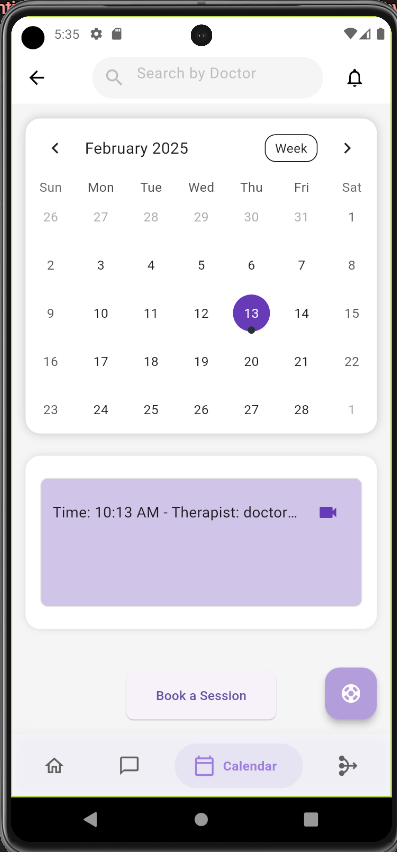 5:35
Search by Doctor
February 2025
Week
Sun Mon Tue Wed Thu Fri Sat
26 27 28 29 30 31 1
2 3 4 5 6 7 8
9 10 11 12 13 14 15
16 17 18 19 20 21 22
23 24 25 26 27 28 1
Time: 10:13 AM - Therapist: doctor...
Book a Session
Calendar